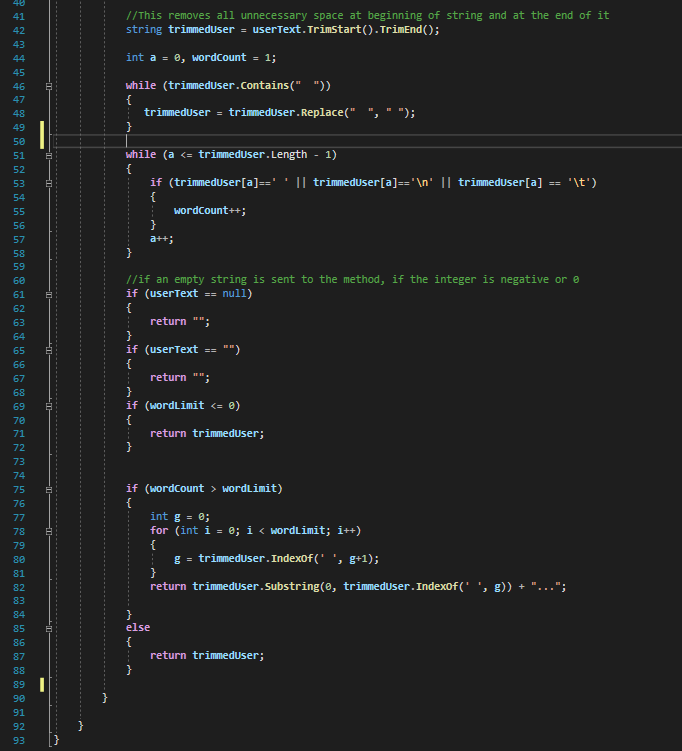 40
41 //This removes all unnecessary space at beginning of string and at the end of it
42 string trimmedUser = userText.TrimStart().TrimEnd();
43
44 int a = 0, wordCount = 1;
45
46 while (trimmedUser.Contains("  "))
47 {
48 trimmedUser = trimmedUser.Replace("  ", " ");
49 }
50
51 while (a <= trimmedUser.Length - 1)
52 {
53 if (trimmedUser[a]==' ' || trimmedUser[a]=='\n' || trimmedUser[a] == '\t')
54 {
55 wordCount++;
56 }
57 a++;
58 }
59
60 //if an empty string is sent to the method, if the integer is negative or 0
61 if (userText == null)
62 {
63 return "";
64 }
65 if (userText == "")
66 {
67 return "";
68 }
69 if (wordLimit <= 0)
70 {
71 return trimmedUser;
72 }
73
74
75 if (wordCount > wordLimit)
76 {
77 int g = 0;
78 for (int i = 0; i < wordLimit; i++)
79 {
80 g = trimmedUser.IndexOf(' ', g+1);
81 }
82 return trimmedUser.Substring(0, trimmedUser.IndexOf(' ', g)) + "...";
83
84 }
85 else
86 {
87 return trimmedUser;
88 }
89
90 }
91
92 }
93 }